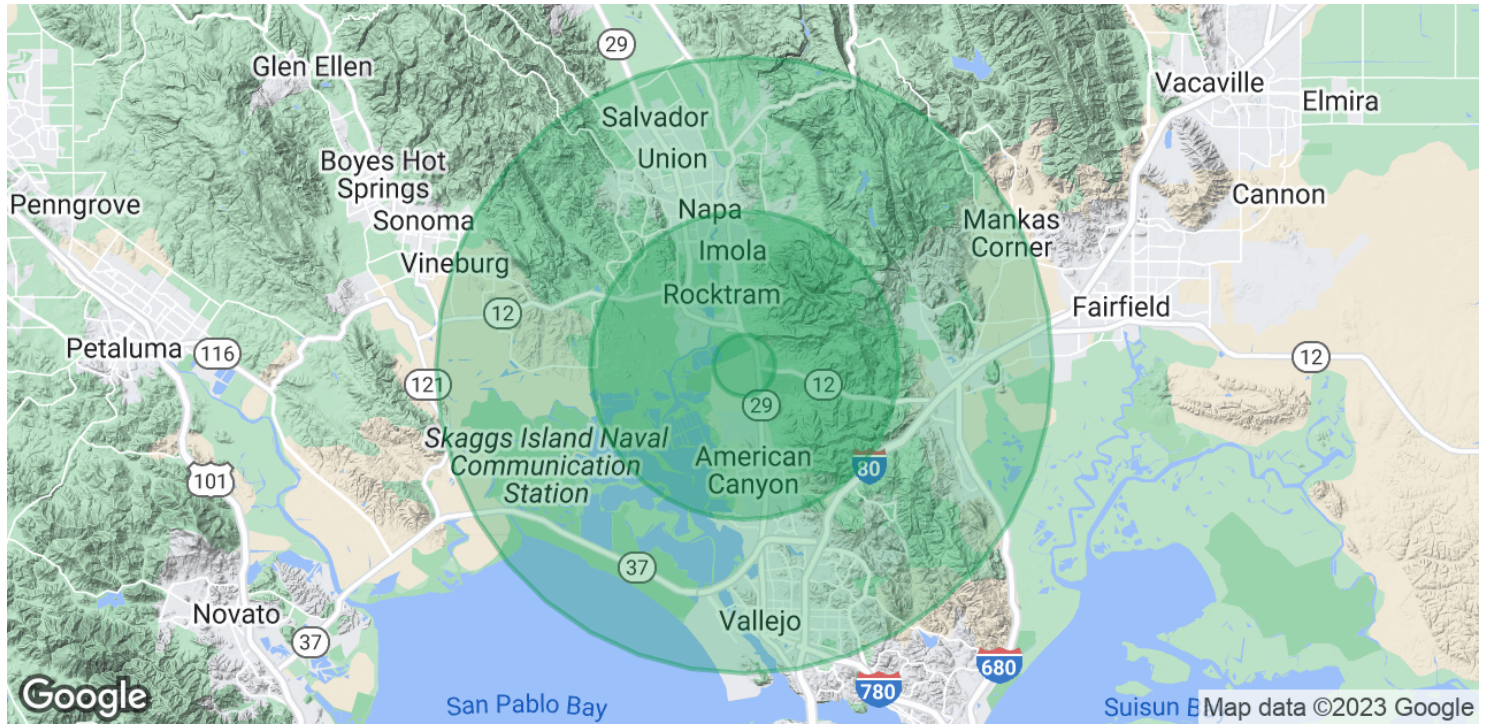 29
Glen Ellen
Vacaville
Elmira
Salvador
Union
Boyes Hot
Springs
Penngrove
Sonoma
Napa
Cannon
Mankas
Corner
Imola
Vineburg
Rocktram
12
Fairfield
Petaluma
116
12
121
12
29
Skaggs Island Naval
Communication
Station
American
Canyon
80
101
37
Novato
Vallejo
37
680
780
Google
San Pablo Bay
Suisun B
Map data ©2023 Google